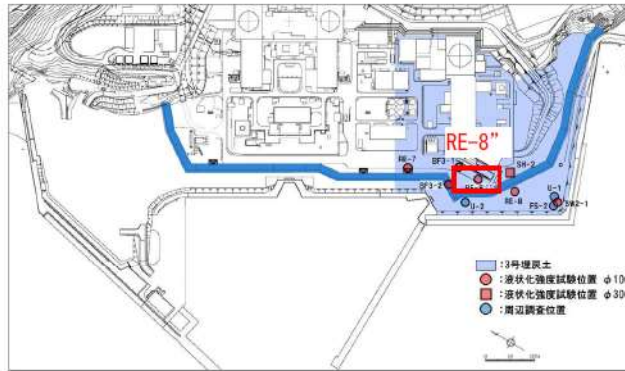 RE-8”
RE-7
BF3-1
SH-2
BF3-2
RE-8
U-1
U-3
FS-2
SW2-1
：3号埋戻土
：液状化強度試験位置 φ100
：液状化強度試験位置 φ300
：周辺調査位置